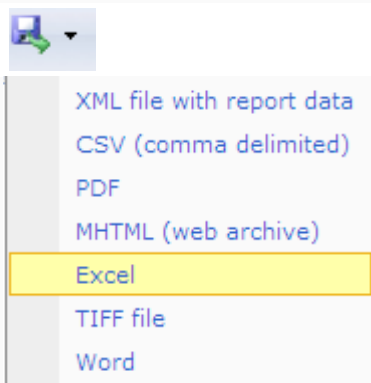 XML file with report data
CSV (comma delimited)
PDF
MHTML (web archive)
Excel
TIFF file
Word